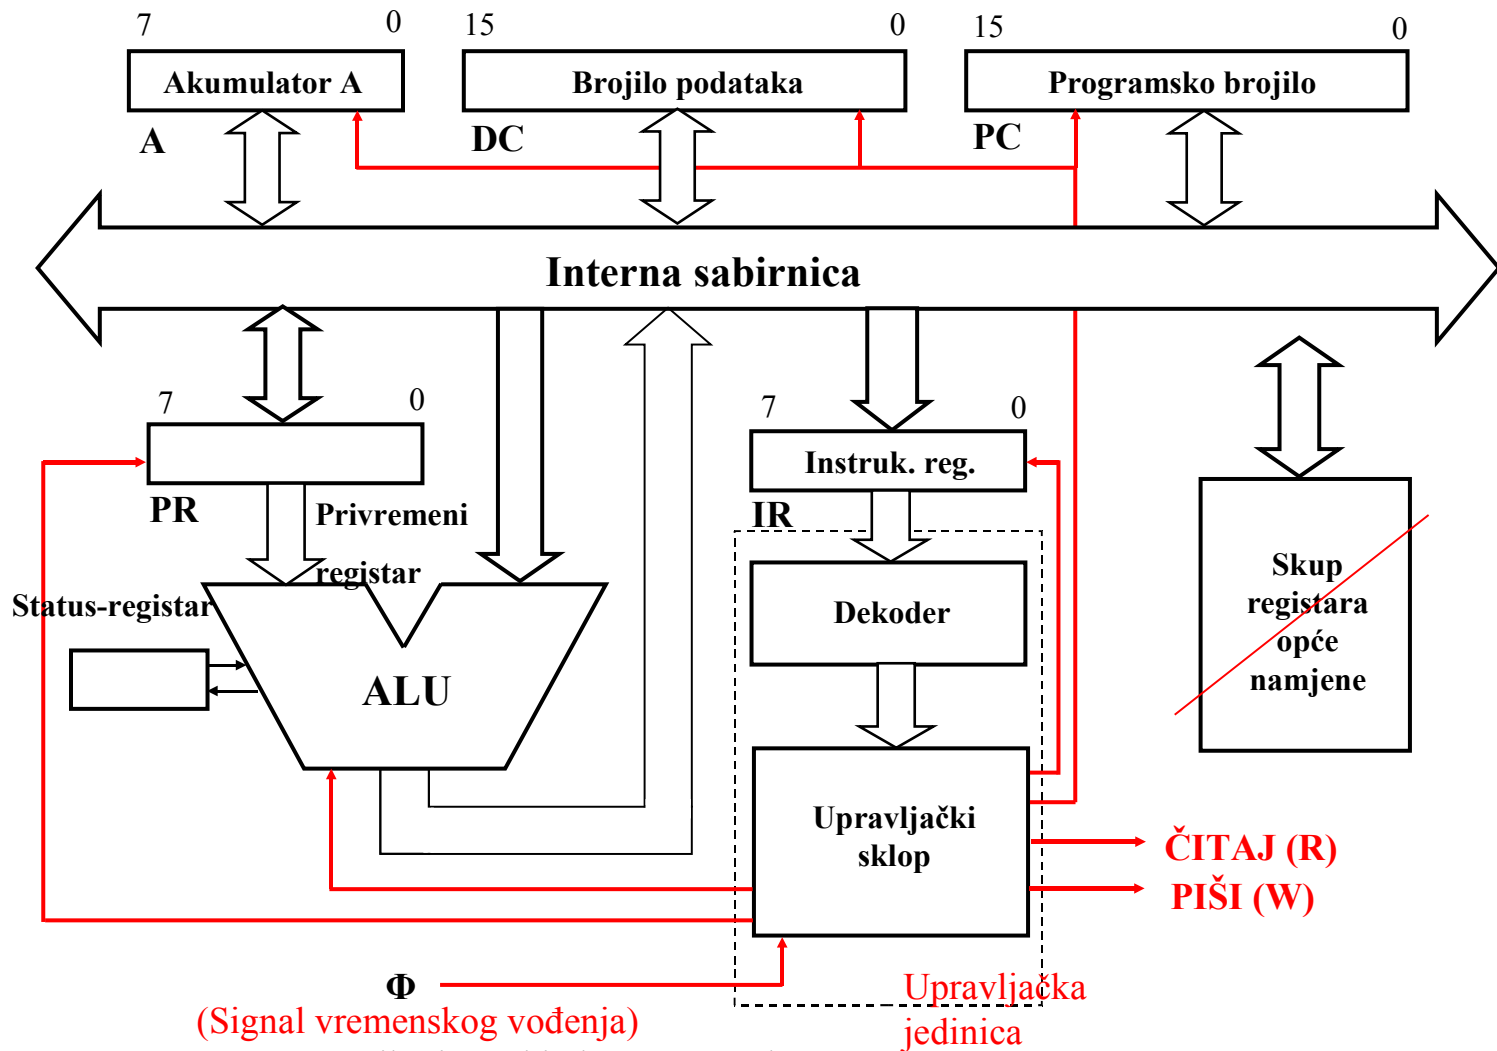 7 0 15 0 15 0
Akumulator A Brojilo podataka Programsko brojilo
A DC PC
Interna sabirnica
7 0 7 0
Instruk. reg.
PR Privremeni
registar
IR
Status-registar
Dekoder
Skup
registara
opće
namjene
ALU
Upravljački
sklop
ČITAJ (R)
PIŠI (W)
Φ
(Signal vremenskog vođenja)
Upravljačka
jedinica